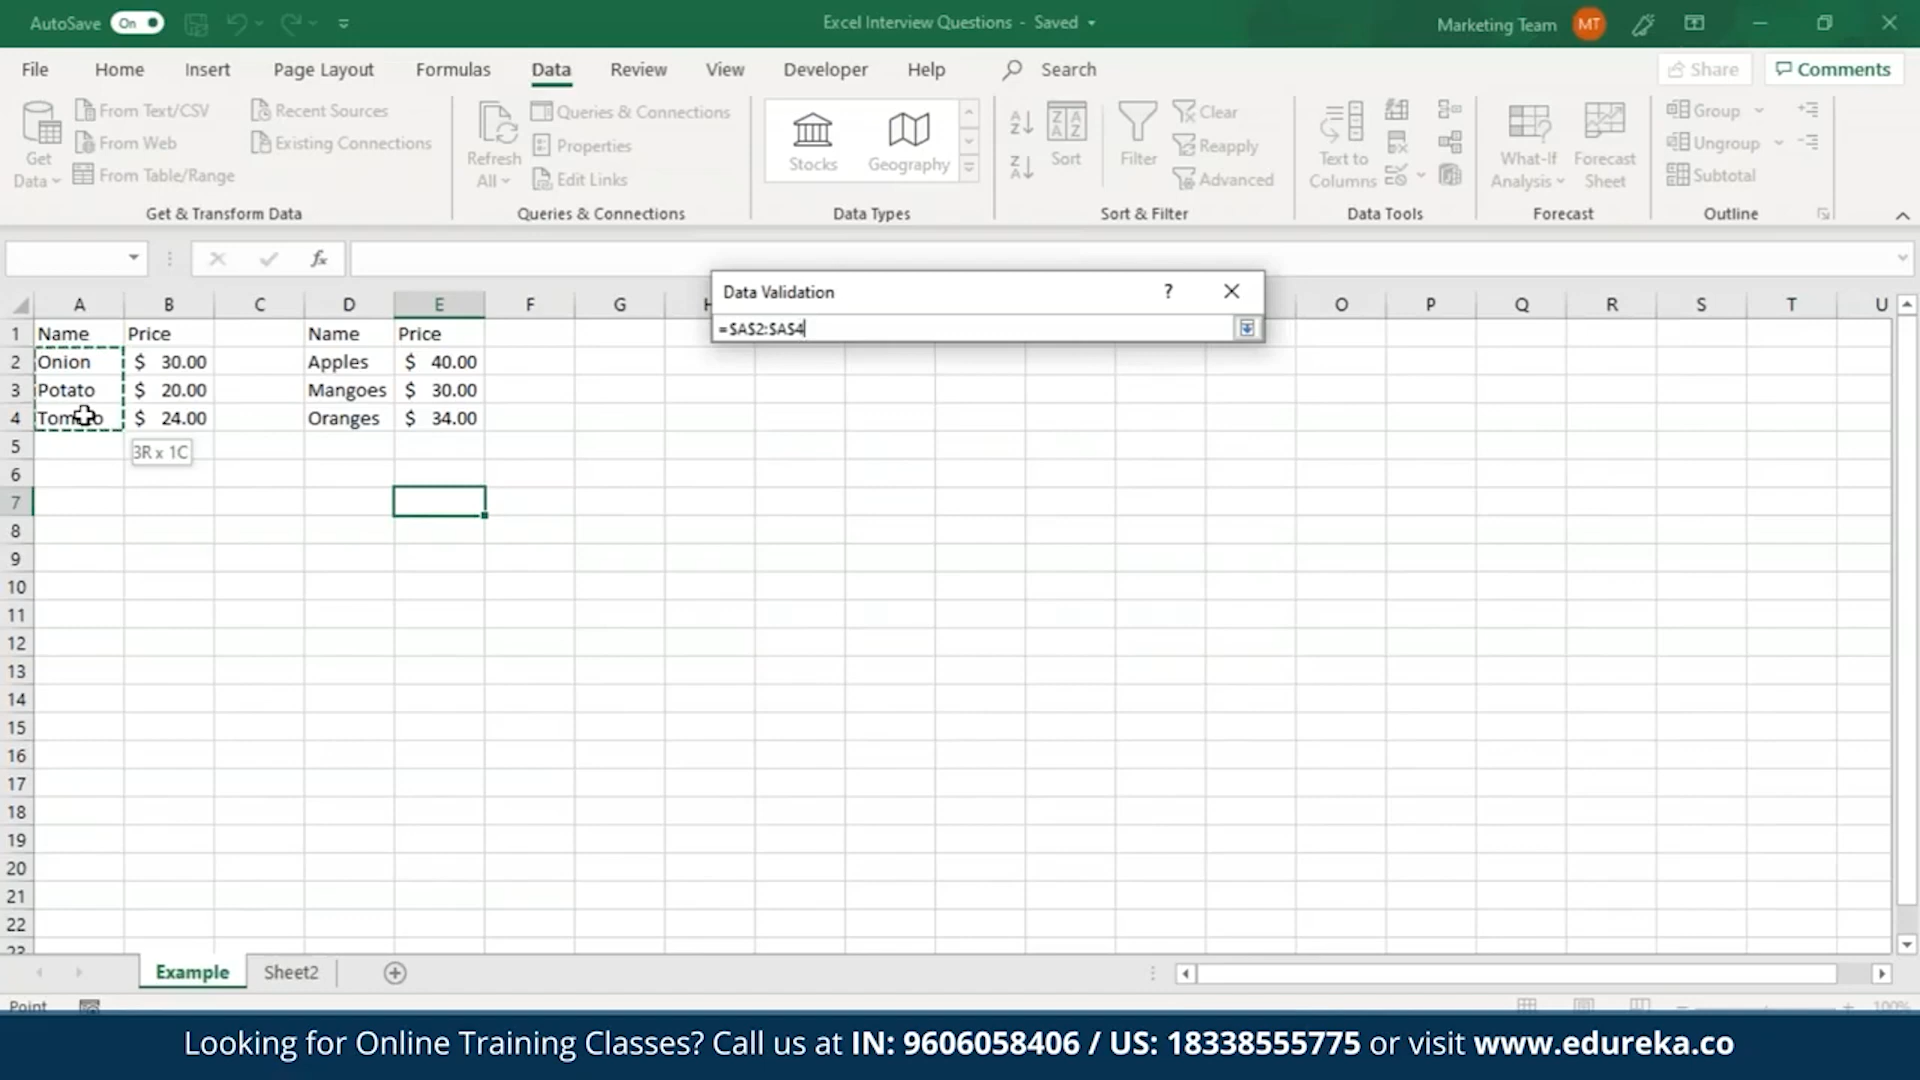 AutoSave On
Excel Interview Questions - Saved
Marketing Team MT
File Home Insert Page Layout Formulas Data Review View Developer Help Search
Share Comments
Get Data
From Text/CSV
From Web
From Table/Range
Recent Sources
Existing Connections
Get & Transform Data
Refresh All
Queries & Connections
Properties
Edit Links
Queries & Connections
Stocks Geography
Data Types
Sort
Filter
Clear
Reapply
Advanced
Sort & Filter
Text to Columns
Data Tools
What-If Analysis
Forecast Sheet
Forecast
Group
Ungroup
Subtotal
Outline
fx
Data Validation ?
=$A$2:$A$4
A B C D E F G H O P Q R S T U
1 Name Price Name Price
2 Onion $ 30.00 Apples $ 40.00
3 Potato $ 20.00 Mangoes $ 30.00
4 $ 24.00 Oranges $ 34.00
5 3R x 1C
6
7
8
9
10
11
12
13
14
15
16
17
18
19
20
21
22
23
Example Sheet2
Point
100%
Looking for Online Training Classes? Call us at IN: 9606058406 / US: 18338555775 or visit www.edureka.co